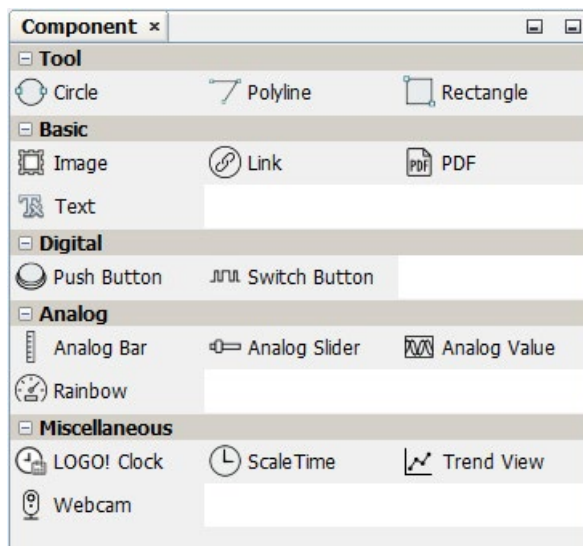 Component ×
Tool
Circle Polyline Rectangle
Basic
Image Link PDF PDF
Text
Digital
Push Button Switch Button
Analog
Analog Bar Analog Slider Analog Value
Rainbow
Miscellaneous
LOGO! Clock ScaleTime Trend View
Webcam